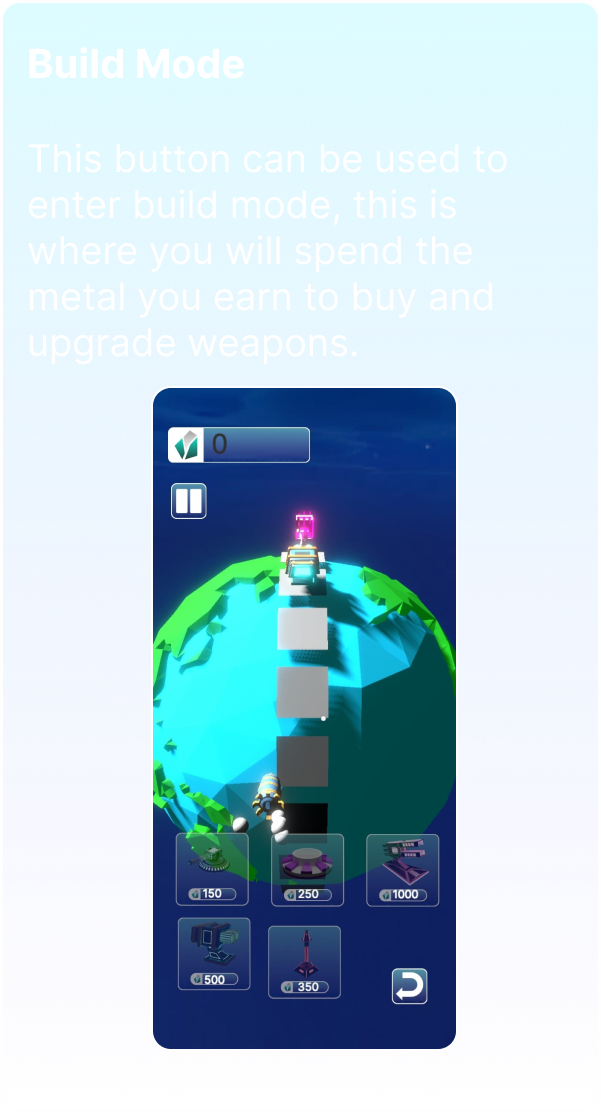 Build Mode
This button can be used to
enter build mode, this is
where you will spend the
metal you earn to buy and
upgrade weapons.
0
150
250
1000
500
350